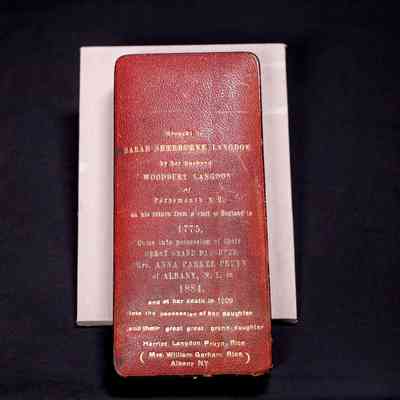 Brought to
SARAH SHERBURNE LANGDON
by her husband
WOODBURY LANGDON
of
Portsmouth N.H.
on his return from a visit to England in
1775,
Came into possession of their
GREAT GRAND DAUGHTER
Mrs. ANNA PARKER PRUYN
of ALBANY, N.Y. in
1884,
and at her death in 1909
into the possession of her daughter
and their great great grand daughter
Harriet Langdon Pruyn Rice
( Mrs. William Gorham Rice )
Albany NY